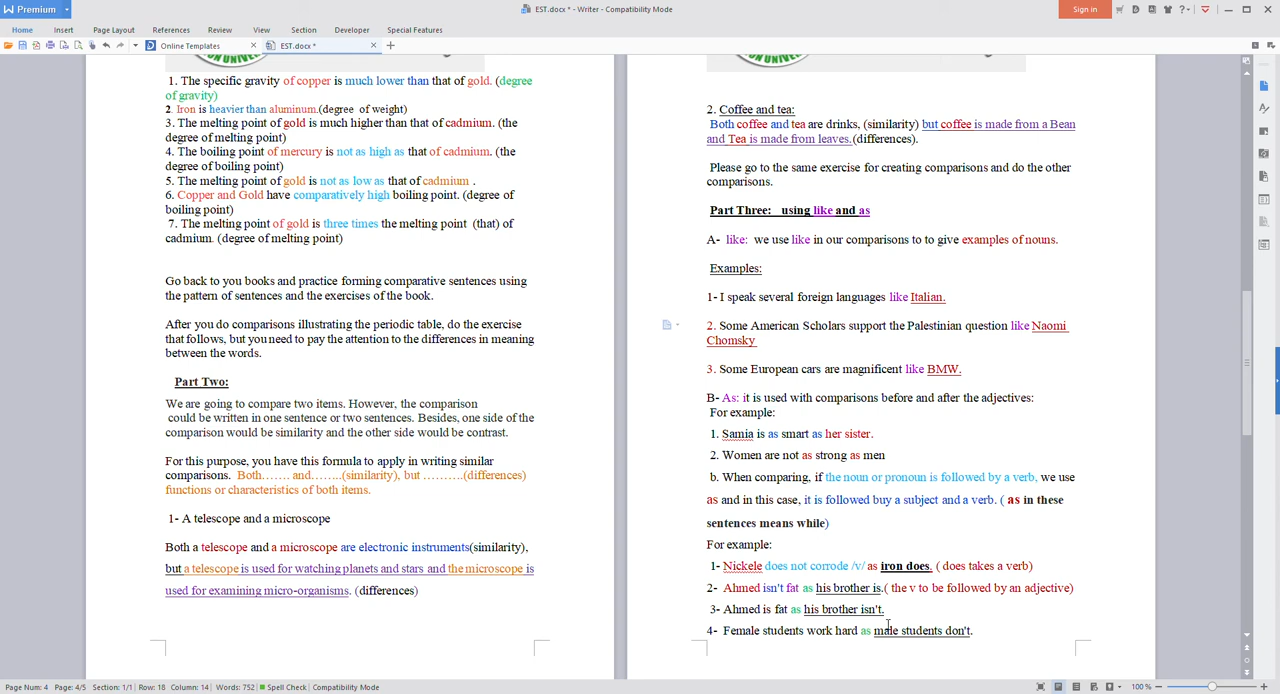 Premium
EST.docx * - Writer - Compatibility Mode
Sign in
Home
Insert
Page Layout
References
Review
View
Section
Developer
Special Features
Online Templates
EST.docx *
1. The specific gravity of copper is much lower than that of gold. (degree
of gravity)
2. Iron is heavier than aluminum.(degree of weight)
3. The melting point of gold is much higher than that of cadmium. (the
degree of melting point)
4. The boiling point of mercury is not as high as that of cadmium. (the
degree of boiling point)
5. The melting point of gold is not as low as that of cadmium .
6. Copper and Gold have comparatively high boiling point. (degree of
boiling point)
7. The melting point of gold is three times the melting point (that) of
cadmium. (degree of melting point)
Go back to you books and practice forming comparative sentences using
the pattern of sentences and the exercises of the book.
After you do comparisons illustrating the periodic table, do the exercise
that follows, but you need to pay the attention to the differences in meaning
between the words.
Part Two:
We are going to compare two items. However, the comparison
could be written in one sentence or two sentences. Besides, one side of the
comparison would be similarity and the other side would be contrast.
For this purpose, you have this formula to apply in writing similar
comparisons. Both……. and……..(similarity), but ……….(differences)
functions or characteristics of both items.
1- A telescope and a microscope
Both a telescope and a microscope are electronic instruments(similarity),
but a telescope is used for watching planets and stars and the microscope is
used for examining micro-organisms. (differences)
2. Coffee and tea:
Both coffee and tea are drinks, (similarity) but coffee is made from a Bean
and Tea is made from leaves.(differences).
Please go to the same exercise for creating comparisons and do the other
comparisons.
Part Three: using like and as
A- like: we use like in our comparisons to to give examples of nouns.
Examples:
1- I speak several foreign languages like Italian.
2. Some American Scholars support the Palestinian question like Naomi
Chomsky
3. Some European cars are magnificent like BMW.
B- As: it is used with comparisons before and after the adjectives:
For example:
1. Samia is as smart as her sister.
2. Women are not as strong as men
b. When comparing, if the noun or pronoun is followed by a verb, we use
as and in this case, it is followed buy a subject and a verb. ( as in these
sentences means while)
For example:
1- Nickele does not corrode /v/ as iron does. ( does takes a verb)
2- Ahmed isn't fat as his brother is.( the v to be followed by an adjective)
3- Ahmed is fat as his brother isn't.
4- Female students work hard as male students don't.
Page Num: 4 Page: 4/5 Section: 1/1 Row: 18 Column: 14 Words: 752 Spell Check Compatibility Mode
100 %